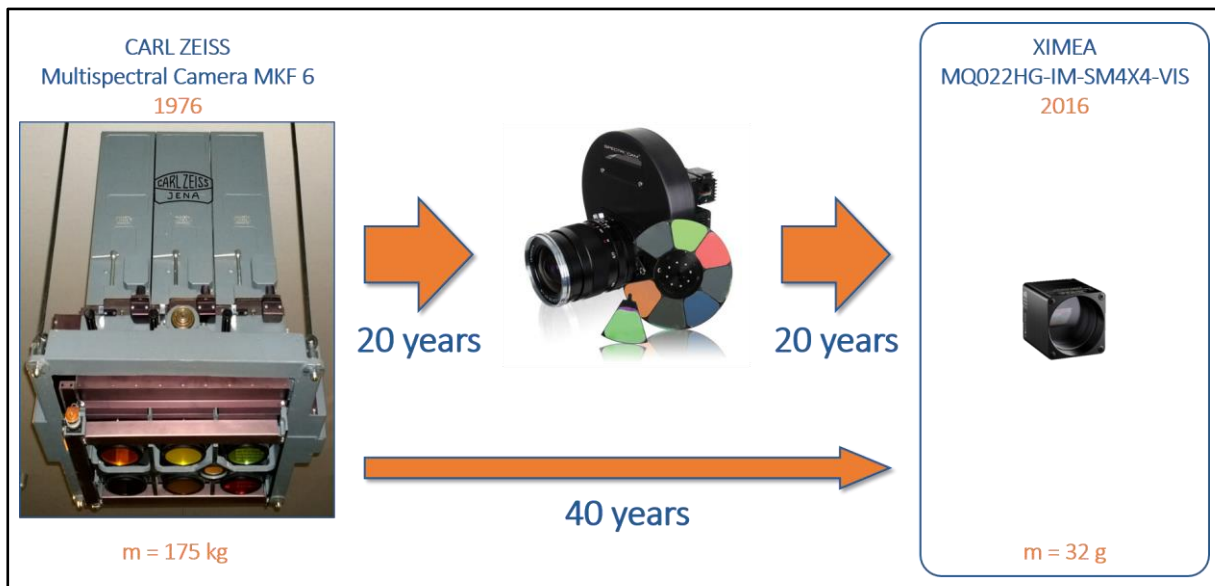 CARL ZEISS
Multispectral Camera MKF 6
1976
CARL ZEISS
JENA
m = 175 kg
20 years
20 years
40 years
XIMEA
MQ022HG-IM-SM4X4-VIS
2016
m = 32 g